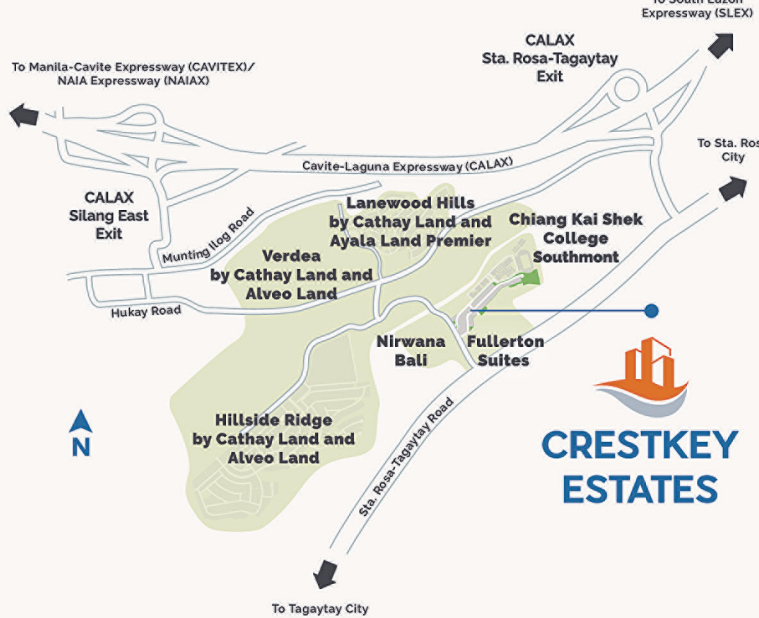 To South Luzon
Expressway (SLEX)
CALAX
Sta. Rosa-Tagaytay
Exit
To Manila-Cavite Expressway (CAVITEX)/
NAIA Expressway (NAIAX)
To Sta. Ros
City
Cavite-Laguna Expressway (CALAX)
CALAX
Silang East
Exit
Munting Ilog Road
Lanewood Hills
by Cathay Land and
Ayala Land Premier
Chiang Kai Shek
College
Southmont
Verdea
by Cathay Land and
Alveo Land
Hukay Road
Nirwana
Bali
Fullerton
Suites
Hillside Ridge
by Cathay Land and
Alveo Land
N
Sta. Rosa-Tagaytay Road
CRESTKEY
ESTATES
To Tagaytay City